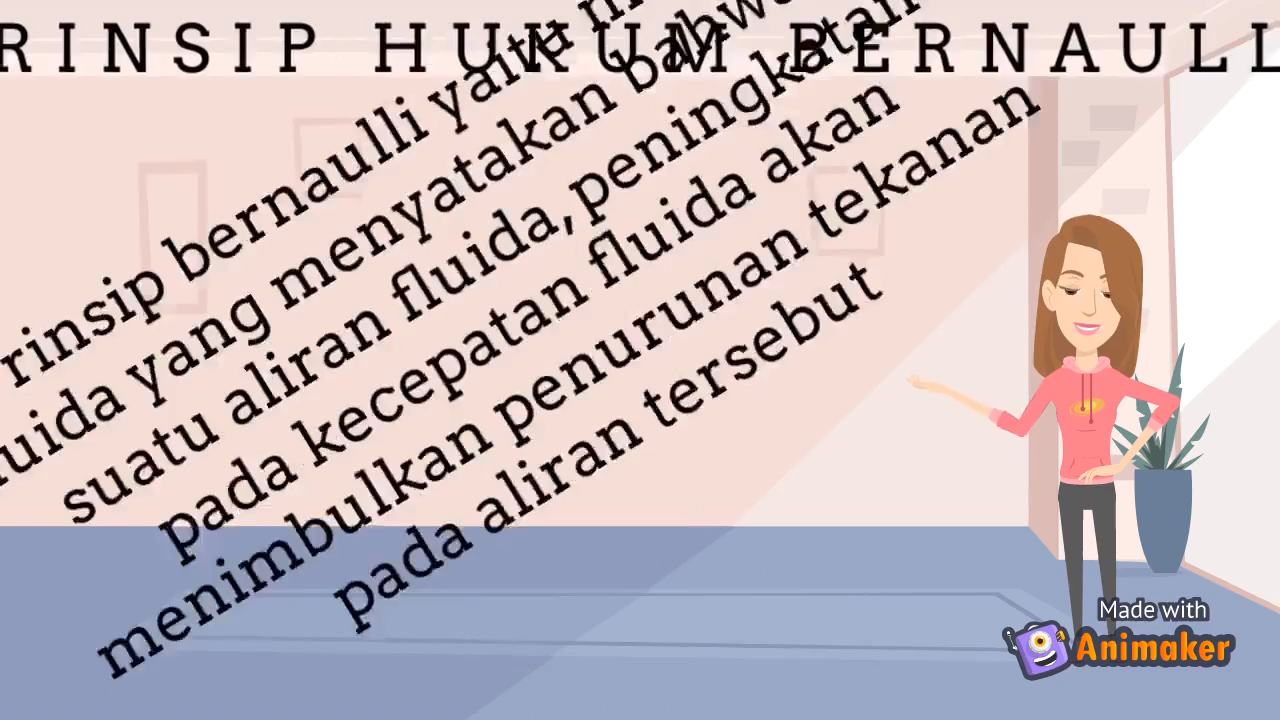 RINSIP HUKUM BERNAULL
rinsip bernaulli yaitu
luida yang menyatakan bahwa
suatu aliran fluida, peningkatan
pada kecepatan fluida akan
menimbulkan penurunan tekanan
pada aliran tersebut
Made with
Animaker